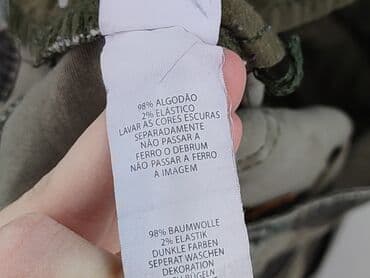 98% ALGODÃO
2% ELÁSTICO
LAVAR AS CORES ESCURAS
SEPARADAMENTE
NÃO PASSAR A
FERRO O DEBRUM
NÃO PASSAR A FERRO
A IMAGEM
98% BAUMWOLLE
2% ELASTIK
DUNKLE FARBEN
SEPERAT WASCHEN
DEKORATION
BÜGELN